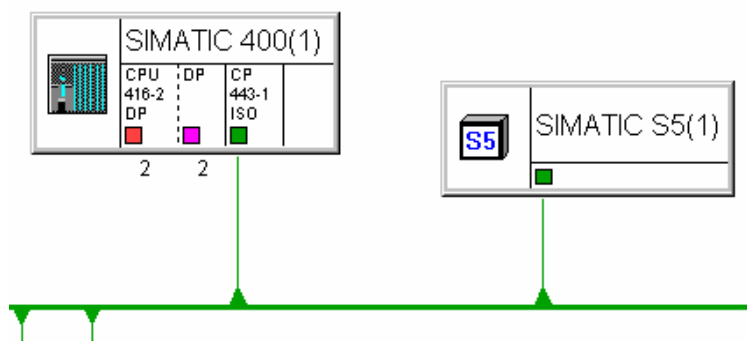 SIMATIC 400(1)
CPU 416-2 DP
DP
CP 443-1 ISO
2 2
S5
SIMATIC S5(1)